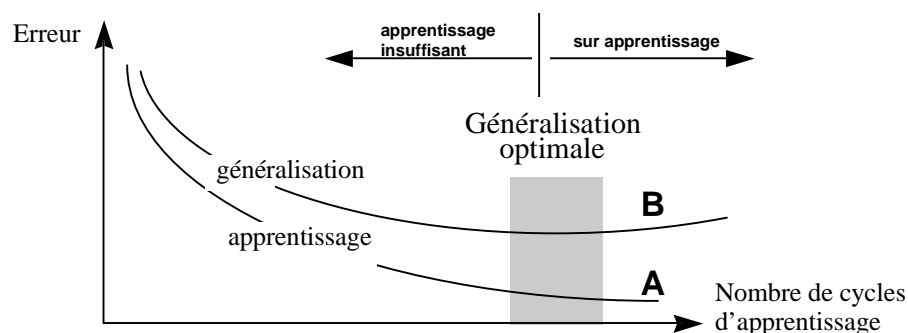 Erreur
apprentissage
insuffisant
sur apprentissage
Généralisation
optimale
généralisation
B
apprentissage
A
Nombre de cycles
d’apprentissage